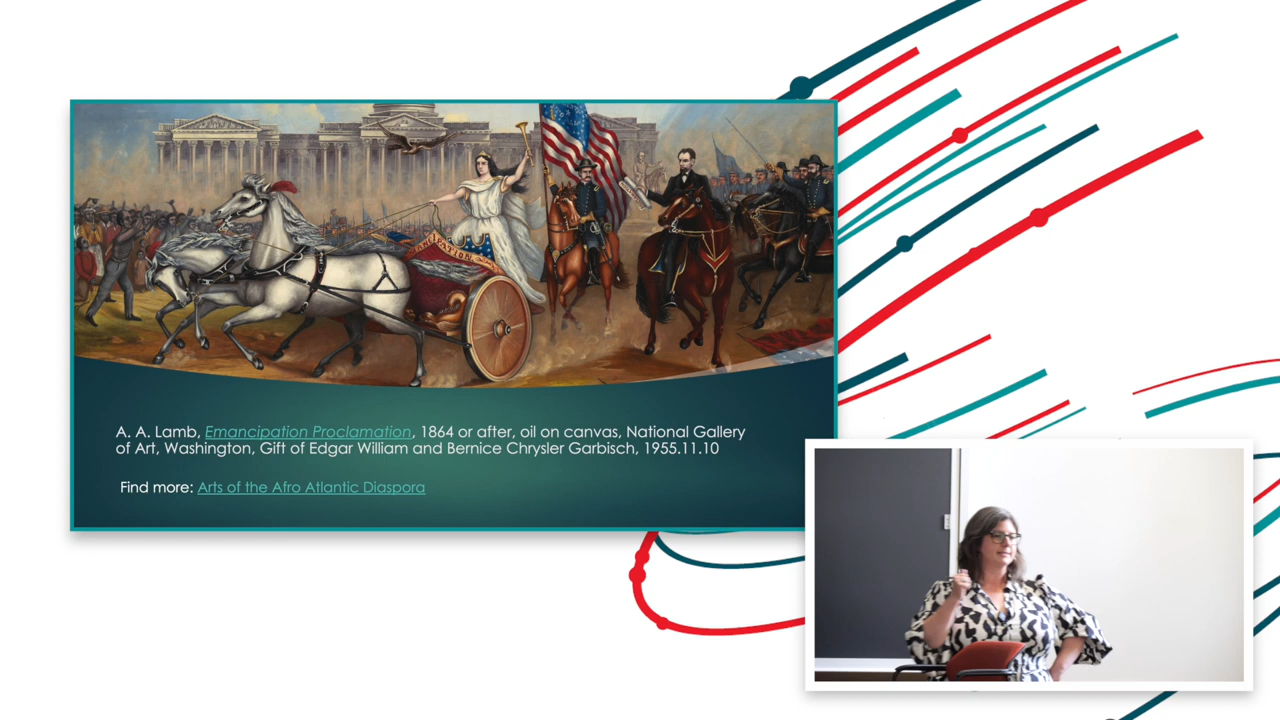 EMANCIPATION
A. A. Lamb, Emancipation Proclamation, 1864 or after, oil on canvas, National Gallery
of Art, Washington, Gift of Edgar William and Bernice Chrysler Garbisch, 1955.11.10
Find more: Arts of the Afro Atlantic Diaspora